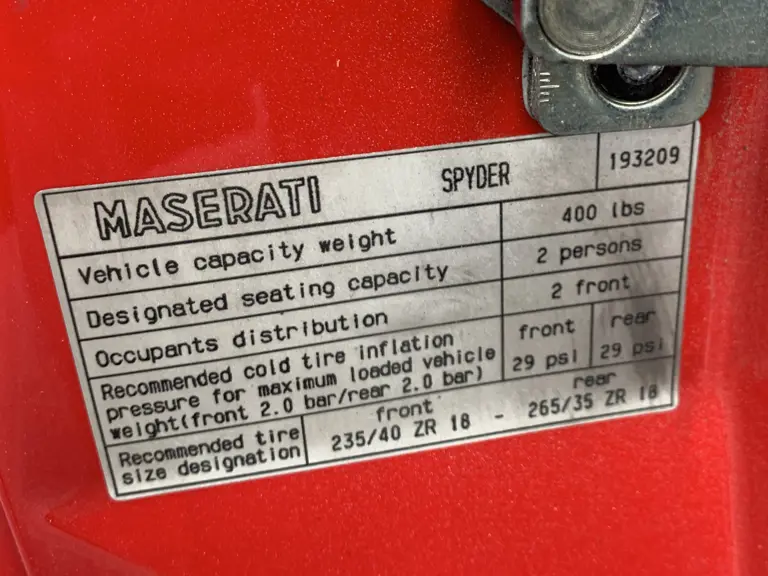 MASERATI SPYDER 193209
Vehicle capacity weight 400 lbs
Designated seating capacity 2 persons
Occupants distribution 2 front
Recommended cold tire inflation
pressure for maximum loaded vehicle
weight(front 2.0 bar/rear 2.0 bar)
front rear
29 psi 29 psi
Recommended tire
size designation
front rear
235/40 ZR 18 - 265/35 ZR 18